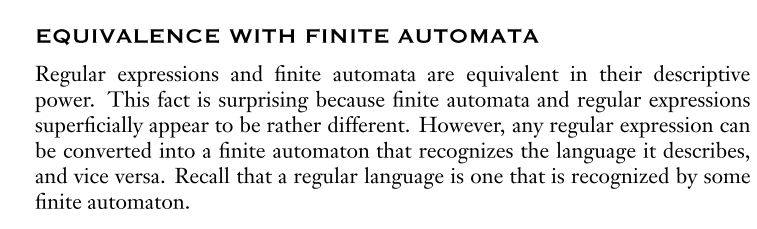 EQUIVALENCE WITH FINITE AUTOMATA
Regular expressions and finite automata are equivalent in their descriptive
power. This fact is surprising because finite automata and regular expressions
superficially appear to be rather different. However, any regular expression can
be converted into a finite automaton that recognizes the language it describes,
and vice versa. Recall that a regular language is one that is recognized by some
finite automaton.